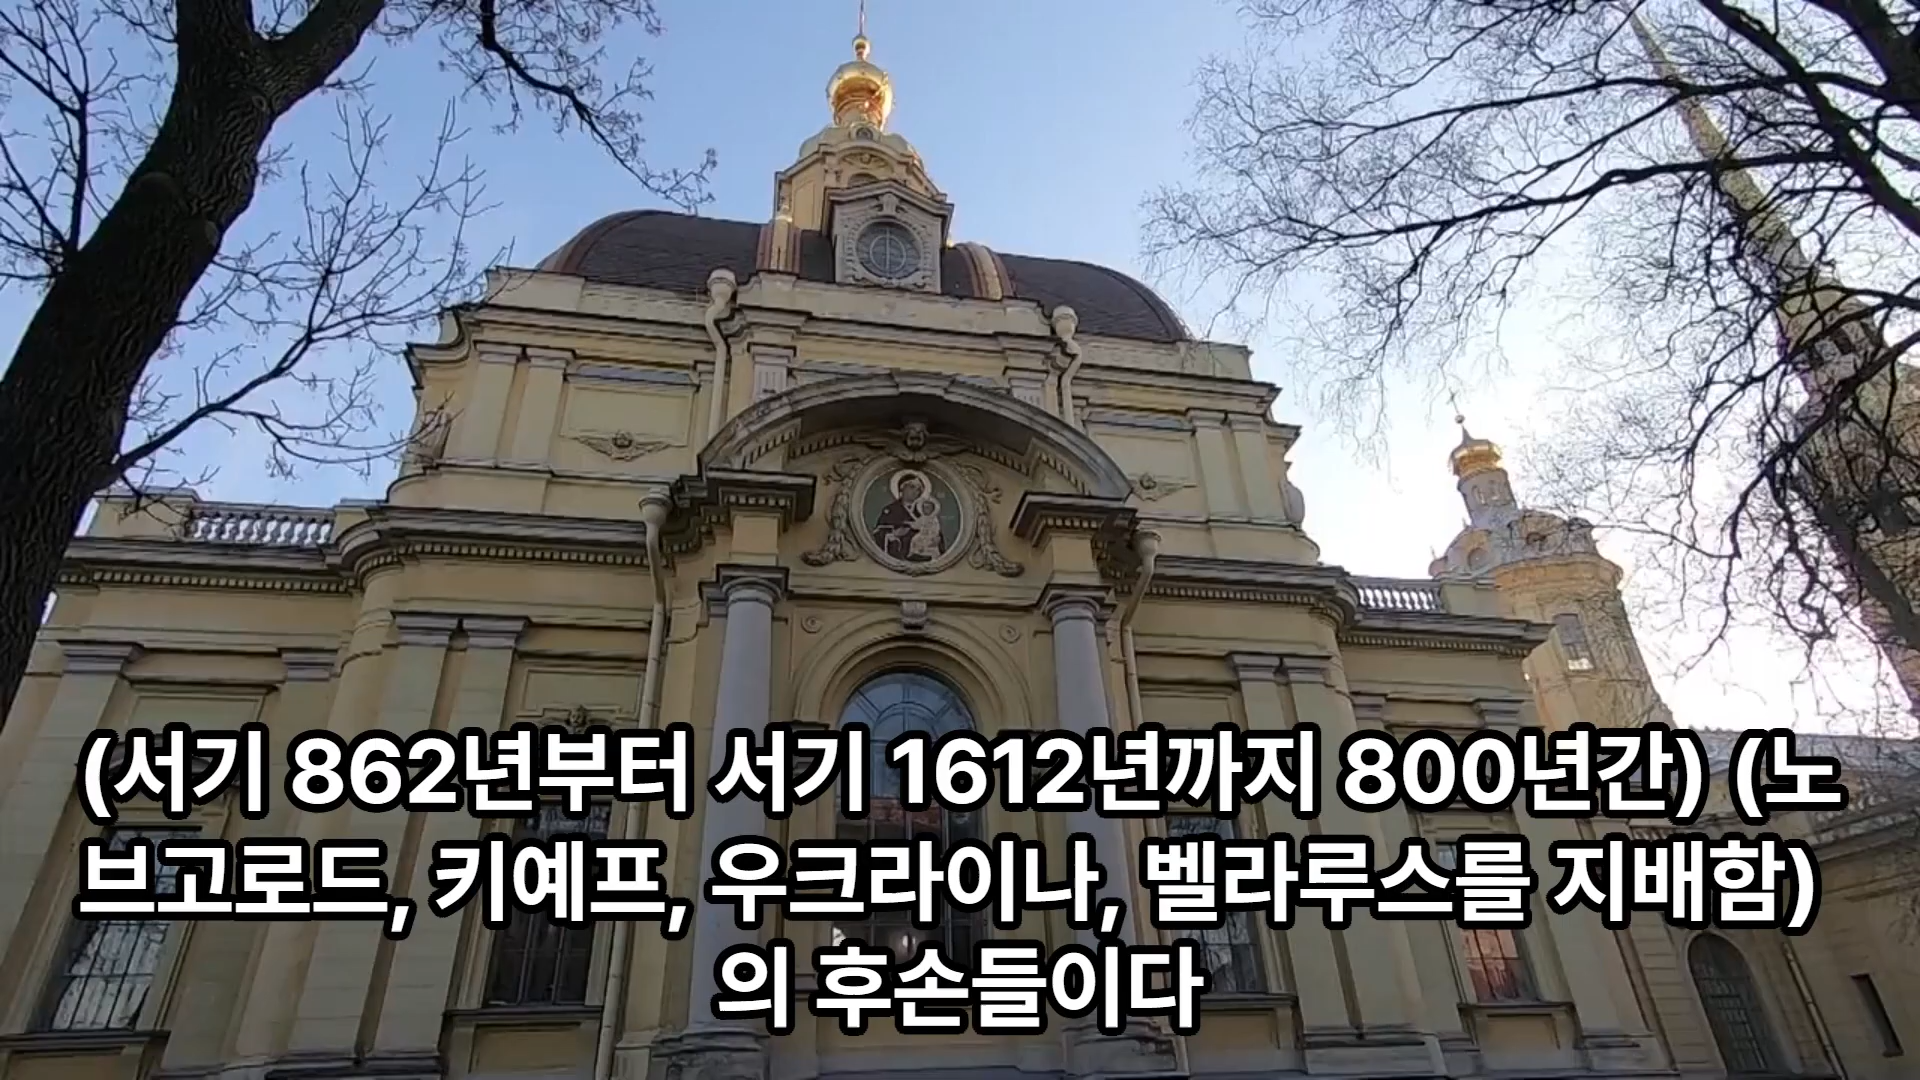 (서기 862년부터 서기 1612년까지 800년간) (노
브고로드, 키예프, 우크라이나, 벨라루스를 지배함)
의 후손들이다